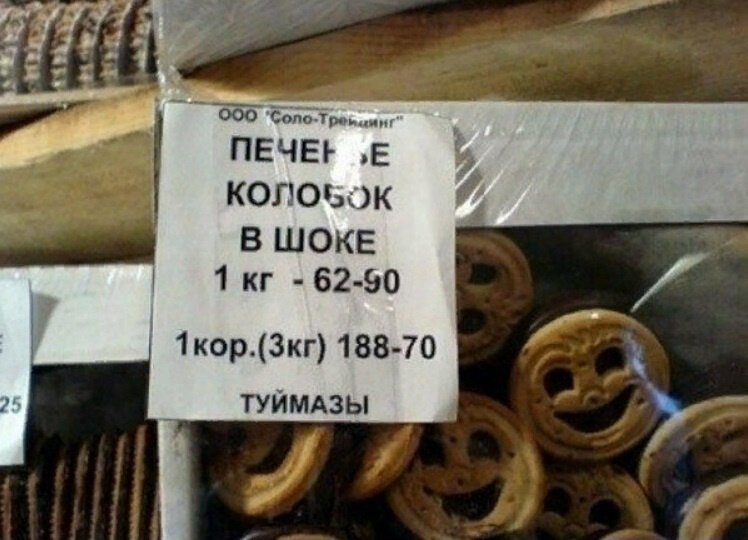 ООО "Соло-Трейдинг"
ПЕЧЕНЬЕ
КОЛОБОК
В ШОКЕ
1 кг - 62-90
1кор.(3кг) 188-70
ТУЙМАЗЫ
25